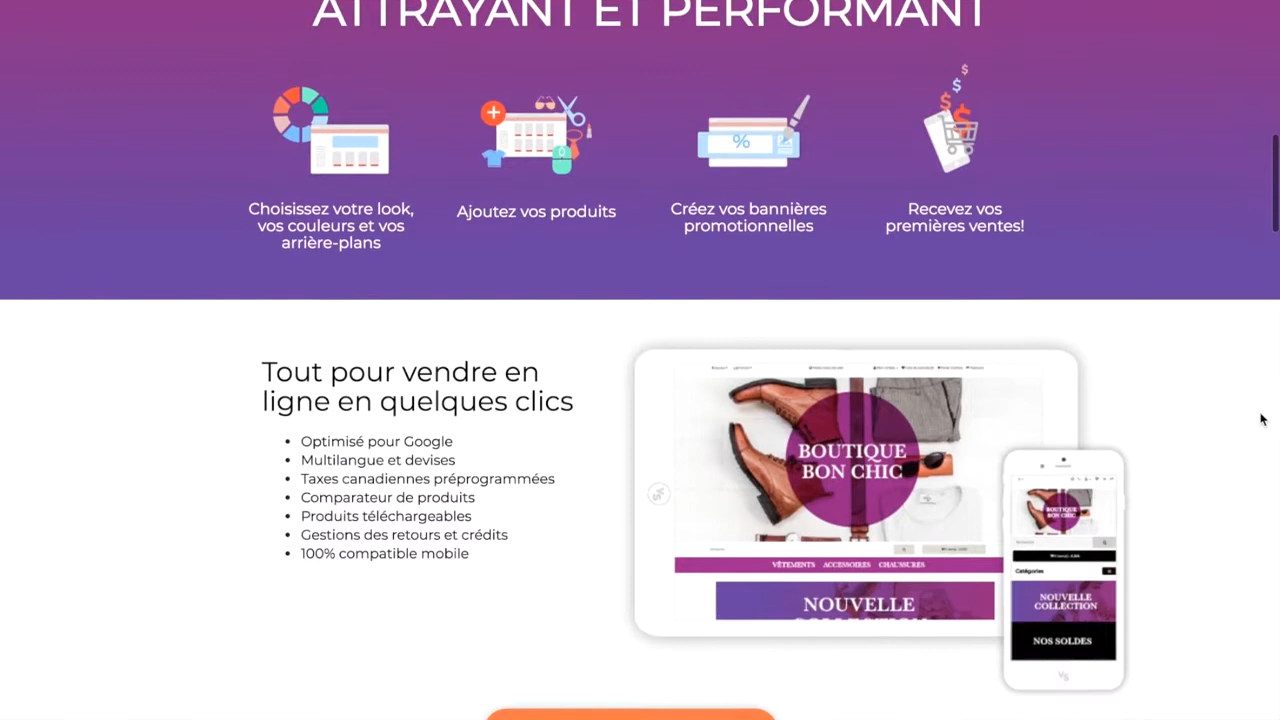 ATTRAYANT ET PERFORMANT
%
Choisissez votre look,
vos couleurs et vos
arrière-plans
Ajoutez vos produits
Créez vos bannières
promotionnelles
Recevez vos
premières ventes!
Tout pour vendre en
ligne en quelques clics
• Optimisé pour Google
• Multilangue et devises
• Taxes canadiennes préprogrammées
• Comparateur de produits
• Produits téléchargeables
• Gestions des retours et crédits
• 100% compatible mobile
BOUTIQUE
BON CHIC
VÊTEMENTS ACCESSOIRES CHAUSSURES
NOUVELLE
COLLECTION
BOUTIQUE
BON CHIC
Catégories
NOUVELLE
COLLECTION
NOS SOLDES